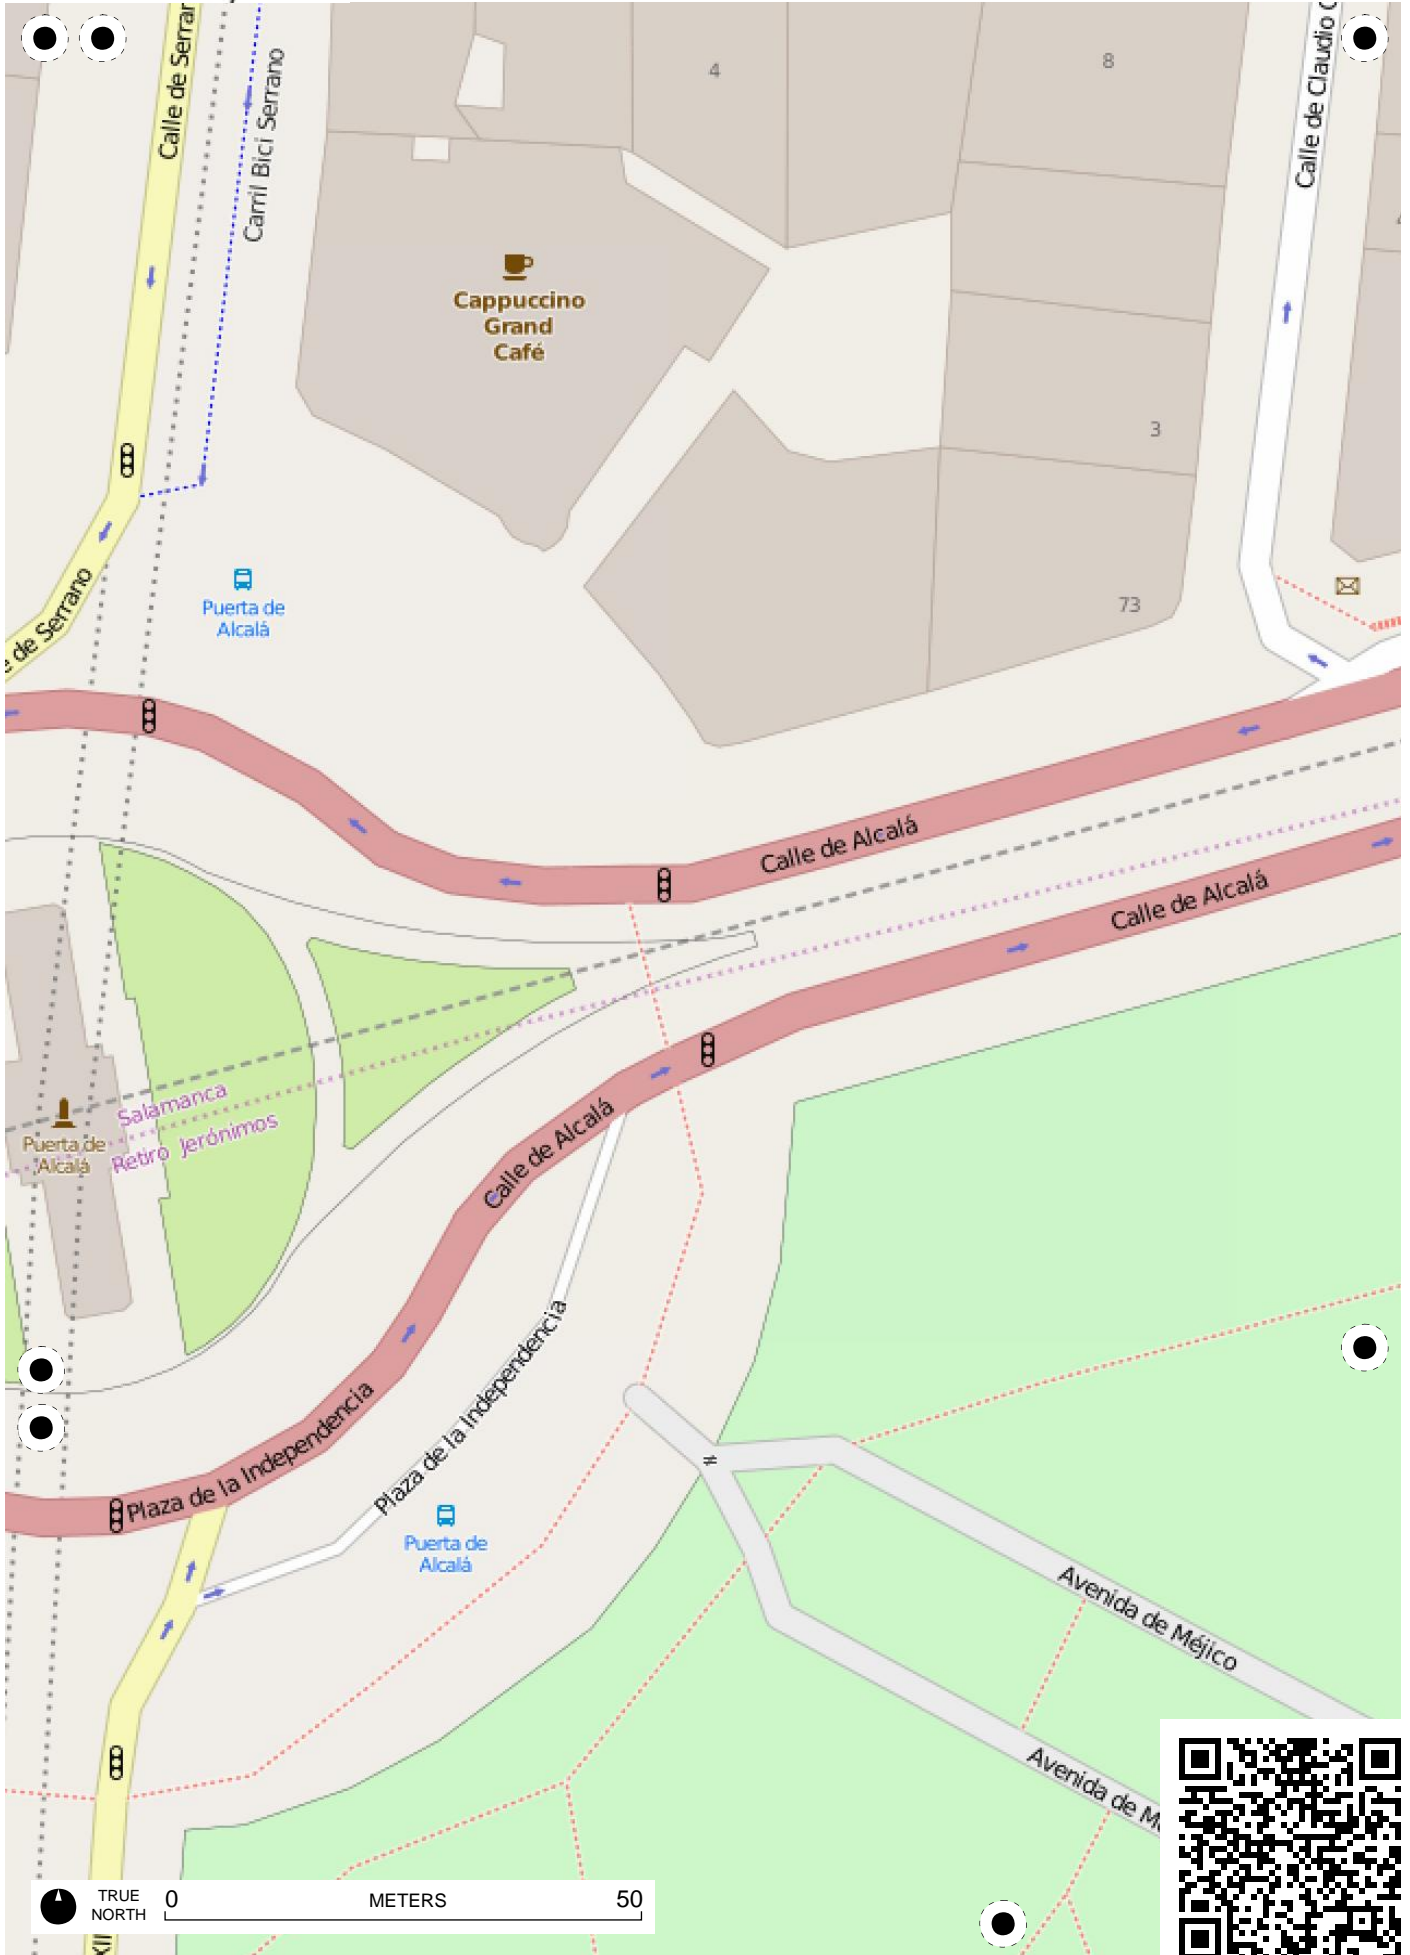 Calle de Serrar
Carril Bici Serrano
4
8
Calle de Claudio C
Cappuccino
Grand
Café
3
73
Puerta de
Alcalá
e de Serrano
Calle de Alcalá
Calle de Alcalá
Salamanca
Retiro Jerónimos
Puerta de
Alcalá
Calle de Alcalá
Plaza de la Independencia
Plaza de la Independencia
Puerta de
Alcalá
Avenida de Méjico
Avenida de M
TRUE
NORTH
0
METERS
50
XII